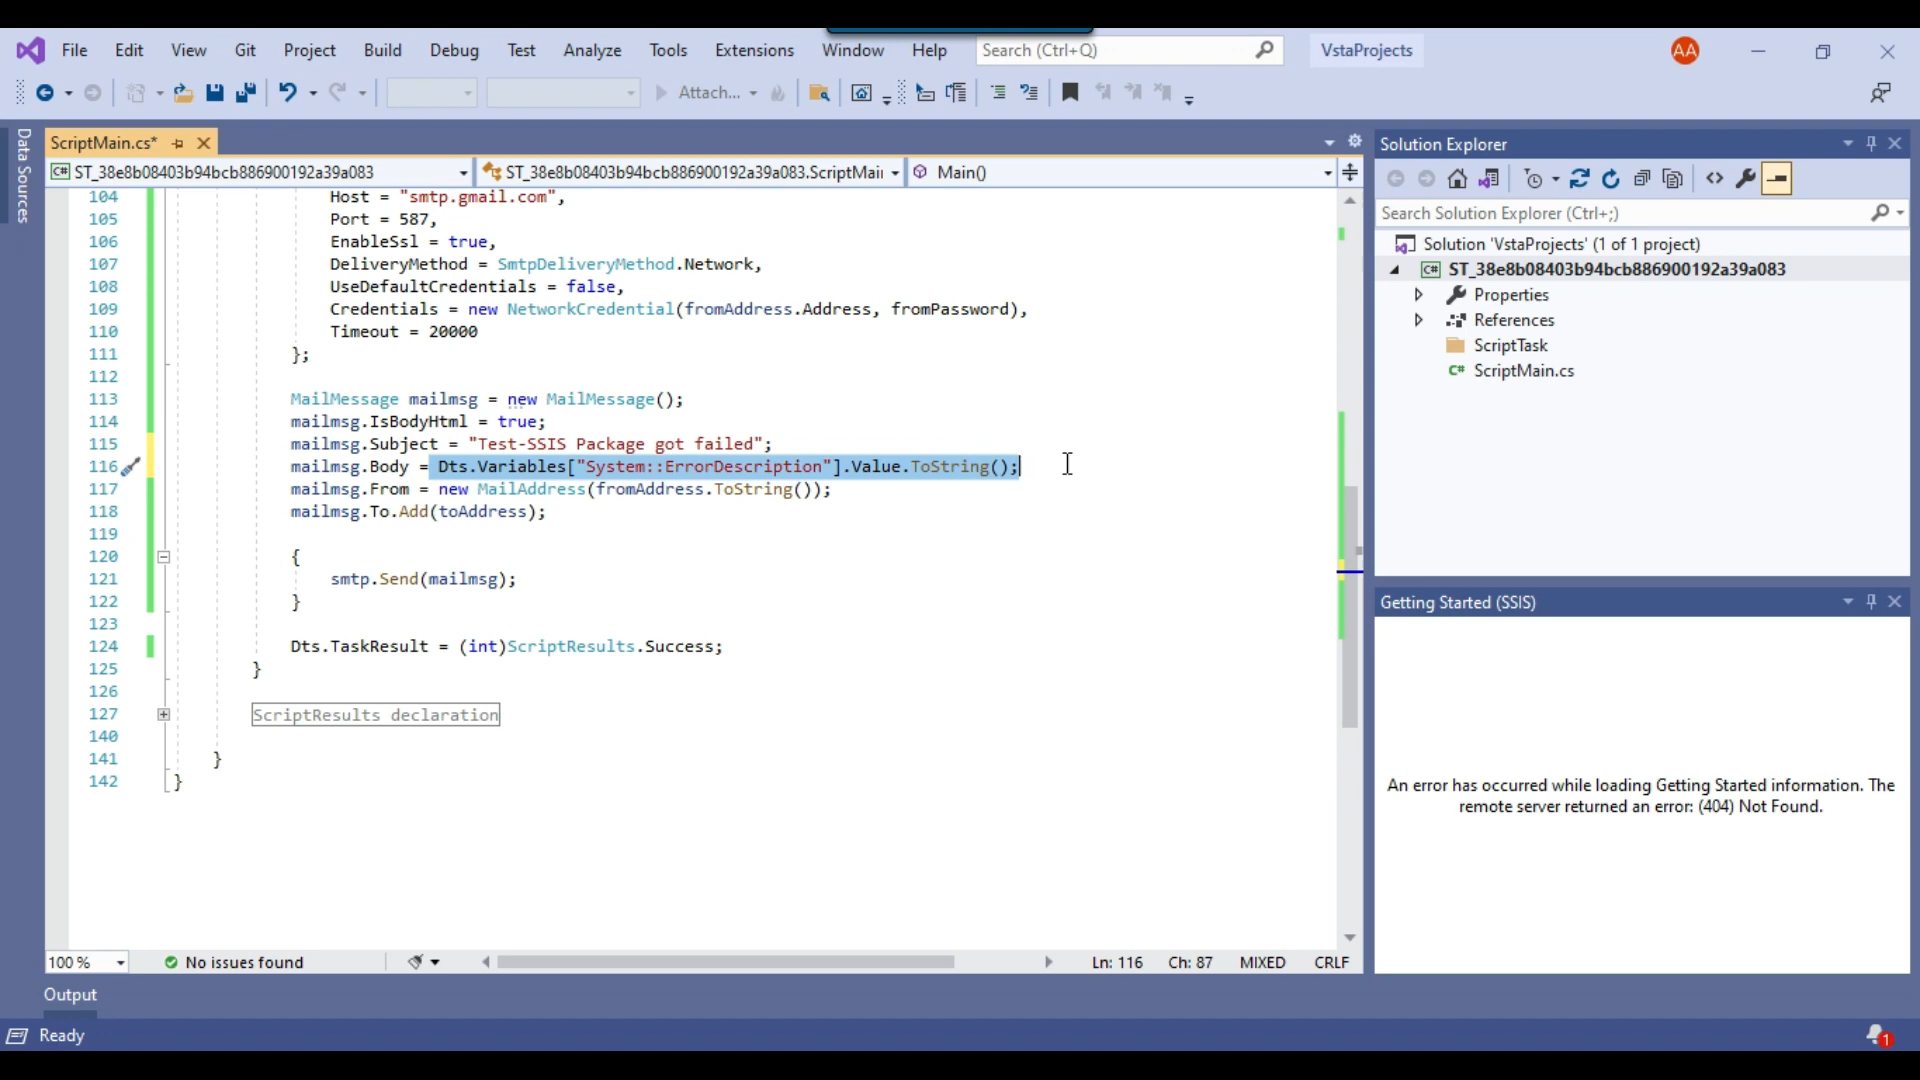 File Edit View Git Project Build Debug Test Analyze Tools Extensions Window Help Search (Ctrl+Q) VstaProjects AA
Attach...
Data Sources
ScriptMain.cs*
ST_38e8b08403b94bcb886900192a39a083 ST_38e8b08403b94bcb886900192a39a083.ScriptMai Main()
104 Host = "smtp.gmail.com",
105 Port = 587,
106 EnableSsl = true,
107 DeliveryMethod = SmtpDeliveryMethod.Network,
108 UseDefaultCredentials = false,
109 Credentials = new NetworkCredential(fromAddress.Address, fromPassword),
110 Timeout = 20000
111 };
112
113 MailMessage mailmsg = new MailMessage();
114 mailmsg.IsBodyHtml = true;
115 mailmsg.Subject = "Test-SSIS Package got failed";
116 mailmsg.Body = Dts.Variables["System::ErrorDescription"].Value.ToString();
117 mailmsg.From = new MailAddress(fromAddress.ToString());
118 mailmsg.To.Add(toAddress);
119
120 {
121 smtp.Send(mailmsg);
122 }
123
124 Dts.TaskResult = (int)ScriptResults.Success;
125 }
126
127 ScriptResults declaration
140
141 }
142 }
100 % No issues found Ln: 116 Ch: 87 MIXED CRLF
Output
Ready
Solution Explorer
Search Solution Explorer (Ctrl+;)
Solution 'VstaProjects' (1 of 1 project)
C# ST_38e8b08403b94bcb886900192a39a083
Properties
References
ScriptTask
C# ScriptMain.cs
Getting Started (SSIS)
An error has occurred while loading Getting Started information. The
remote server returned an error: (404) Not Found.
1